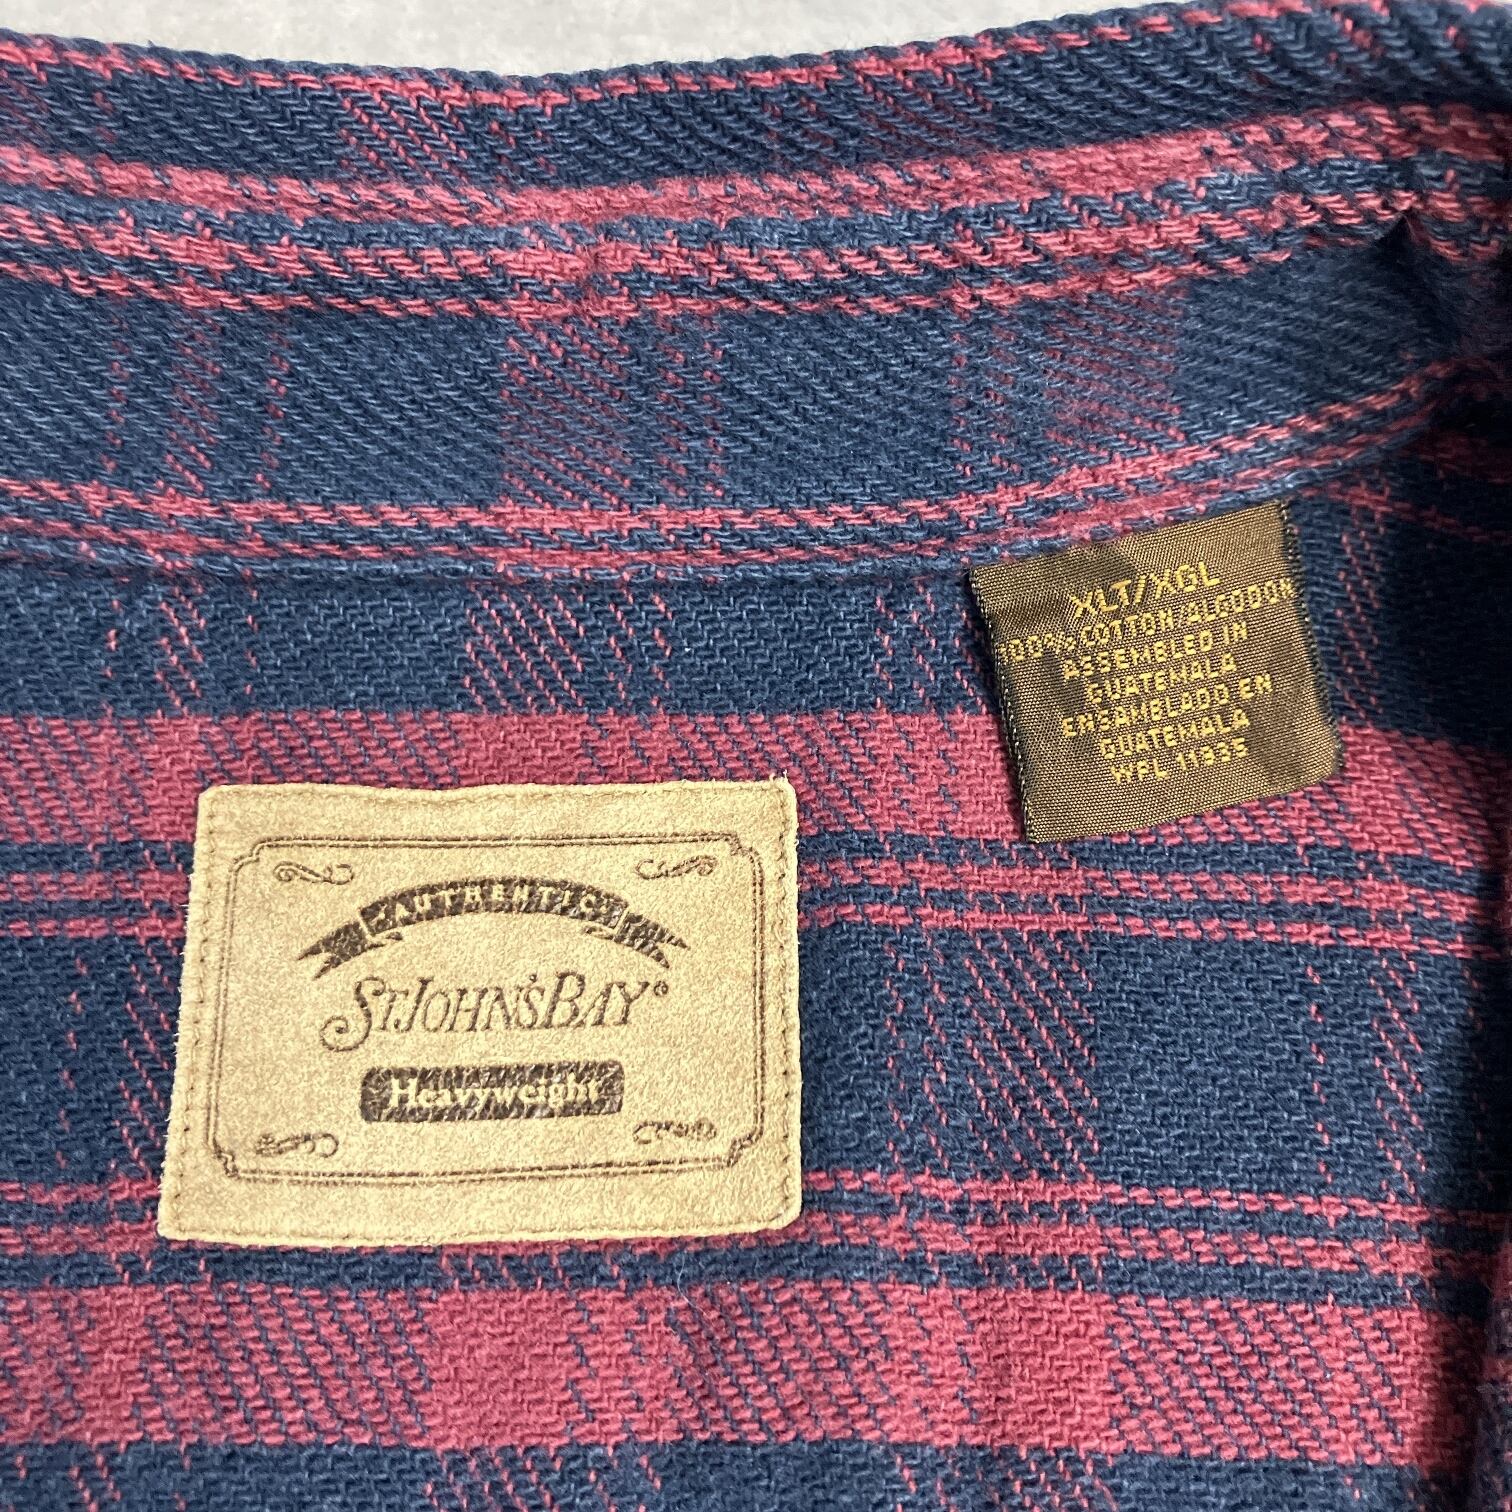 XLT/XGL
100% COTTON/ALGODON
ASSEMBLED IN
GUATEMALA
ENSAMBLADO EN
GUATEMALA
WPL 11935
AUTHENTIC
ST. JOHN'S BAY®
Heavyweight